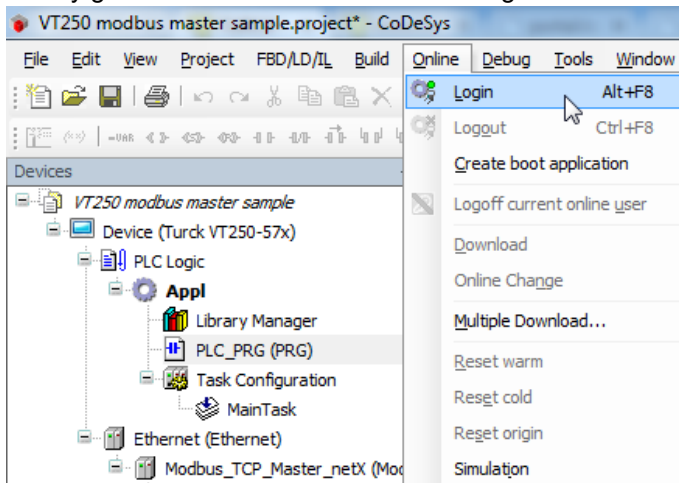 VT250 modbus master sample.project* - CoDeSys
File Edit View Project FBD/LD/IL Build Online Debug Tools Window
Login Alt+F8
Logout Ctrl+F8
Create boot application
Logoff current online user
Download
Online Change
Multiple Download...
Reset warm
Reset cold
Reset origin
Simulation
Devices
VT250 modbus master sample
Device (Turck VT250-57x)
PLC Logic
Appl
Library Manager
PLC_PRG (PRG)
Task Configuration
MainTask
Ethernet (Ethernet)
Modbus_TCP_Master_netX (Mod